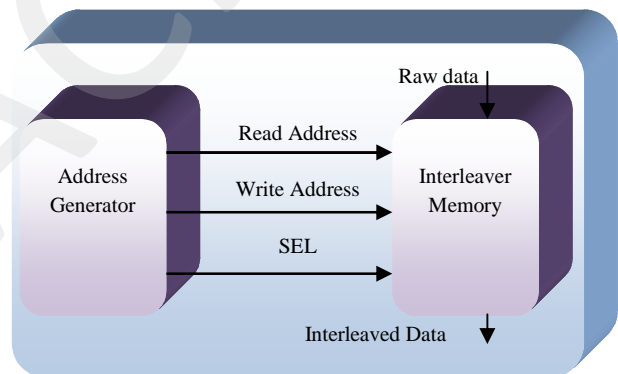 Raw data
Read Address
Address
Generator
Interleaver
Memory
Write Address
SEL
Interleaved Data